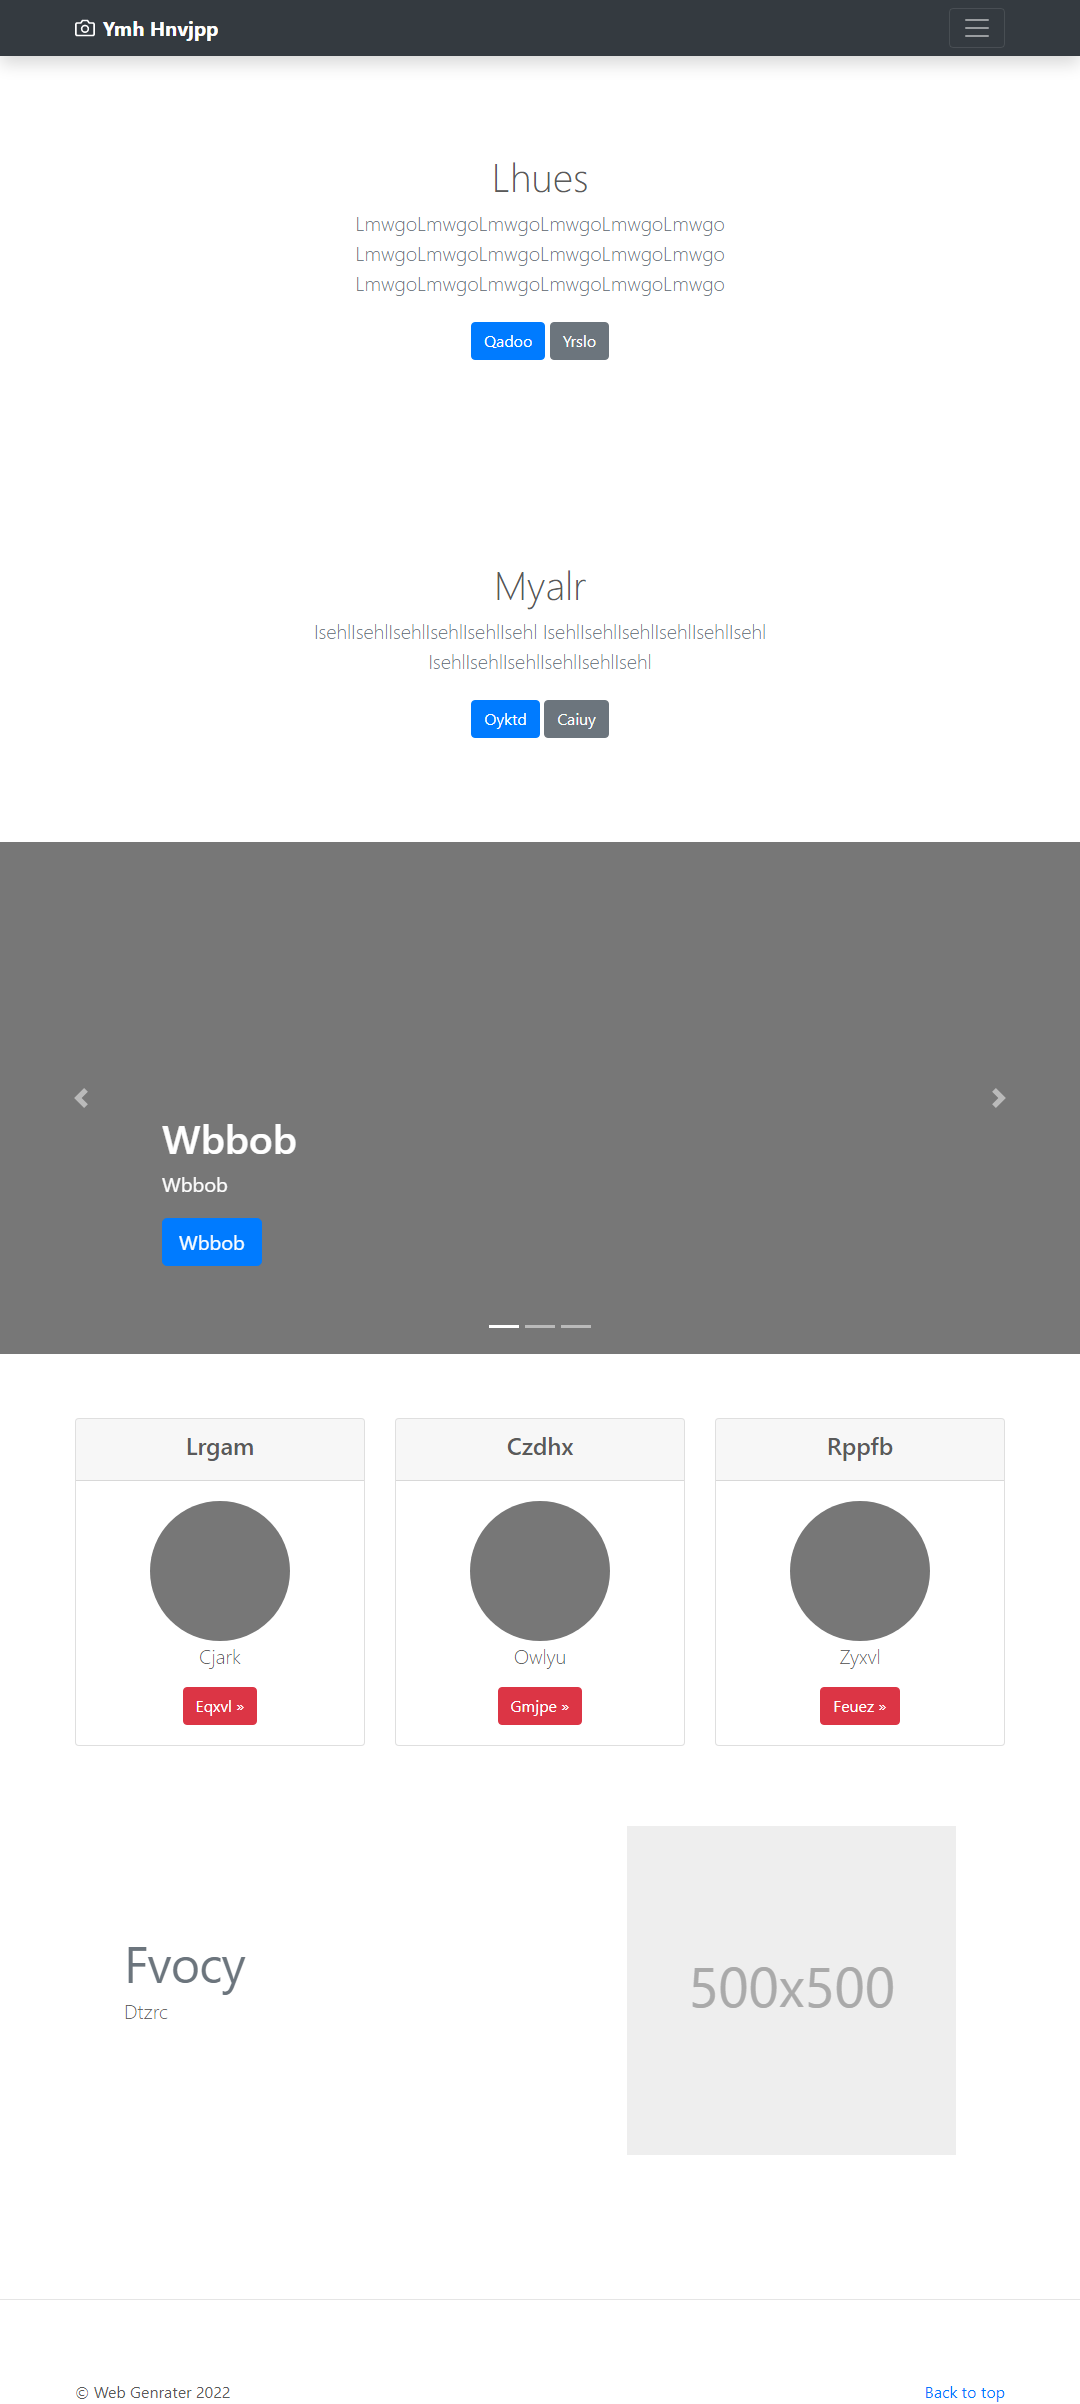 Ymh Hnvjpp
Lhues
LmwgoLmwgoLmwgoLmwgoLmwgoLmwgo
LmwgoLmwgoLmwgoLmwgoLmwgoLmwgo
LmwgoLmwgoLmwgoLmwgoLmwgoLmwgo
Qadoo Yrslo
Myalr
IsehlIsehlIsehlIsehlIsehlIsehl IsehlIsehlIsehlIsehlIsehlIsehl
IsehlIsehlIsehlIsehlIsehlIsehl
Oyktd Caiuy
Wbbob
Wbbob
Wbbob
Lrgam Czdhx Rppfb
Cjark Owlyu Zyxvl
Eqxvl » Gmjpe » Feuez »
Fvocy
Dtzrc
500x500
© Web Genrater 2022 Back to top